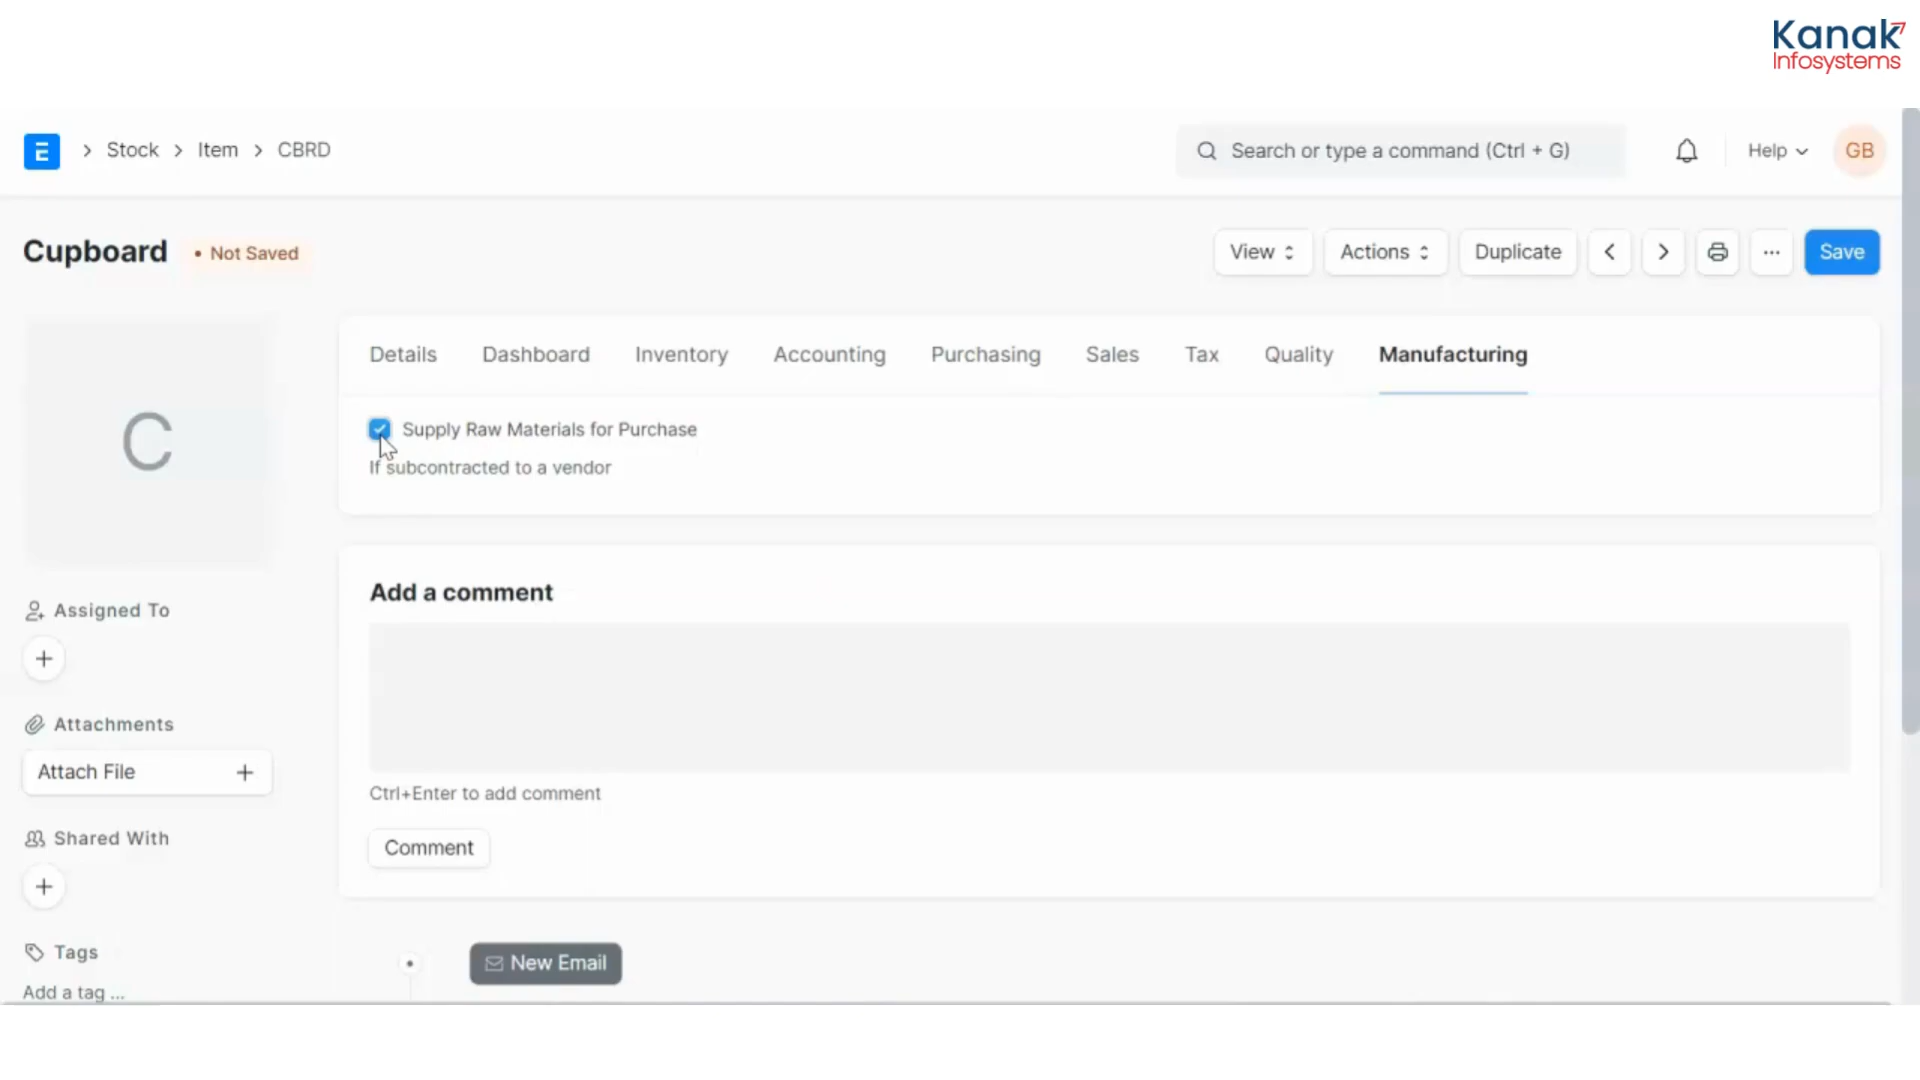 Kanak
Infosystems
E > Stock > Item > CBRD
Search or type a command (Ctrl + G)
Help
GB
Cupboard
• Not Saved
View
Actions
Duplicate
...
Save
Details Dashboard Inventory Accounting Purchasing Sales Tax Quality Manufacturing
C
Supply Raw Materials for Purchase
If subcontracted to a vendor
Add a comment
Ctrl+Enter to add comment
Comment
Assigned To
+
Attachments
Attach File +
Shared With
+
Tags
Add a tag ...
New Email